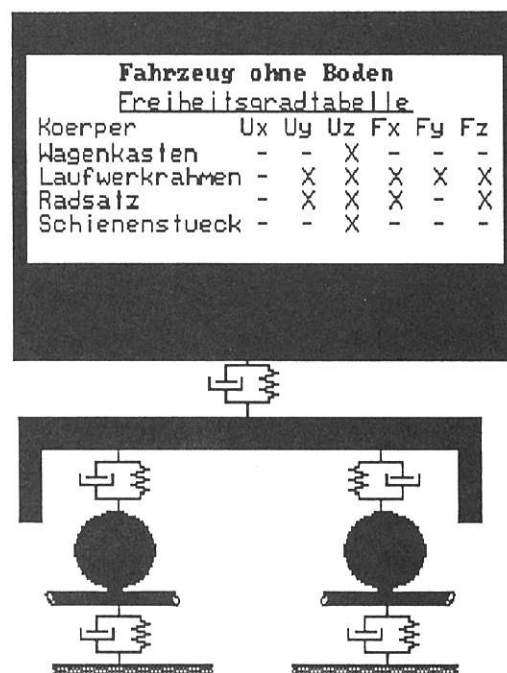 Fahrzeug ohne Boden
Freiheitsgradtabelle
Koerper Ux Uy Uz Fx Fy Fz
Wagenkasten - - X - - -
Laufwerkrahmen - X X X X X
Radsatz - X X X - X
Schienenstueck - - X - - -